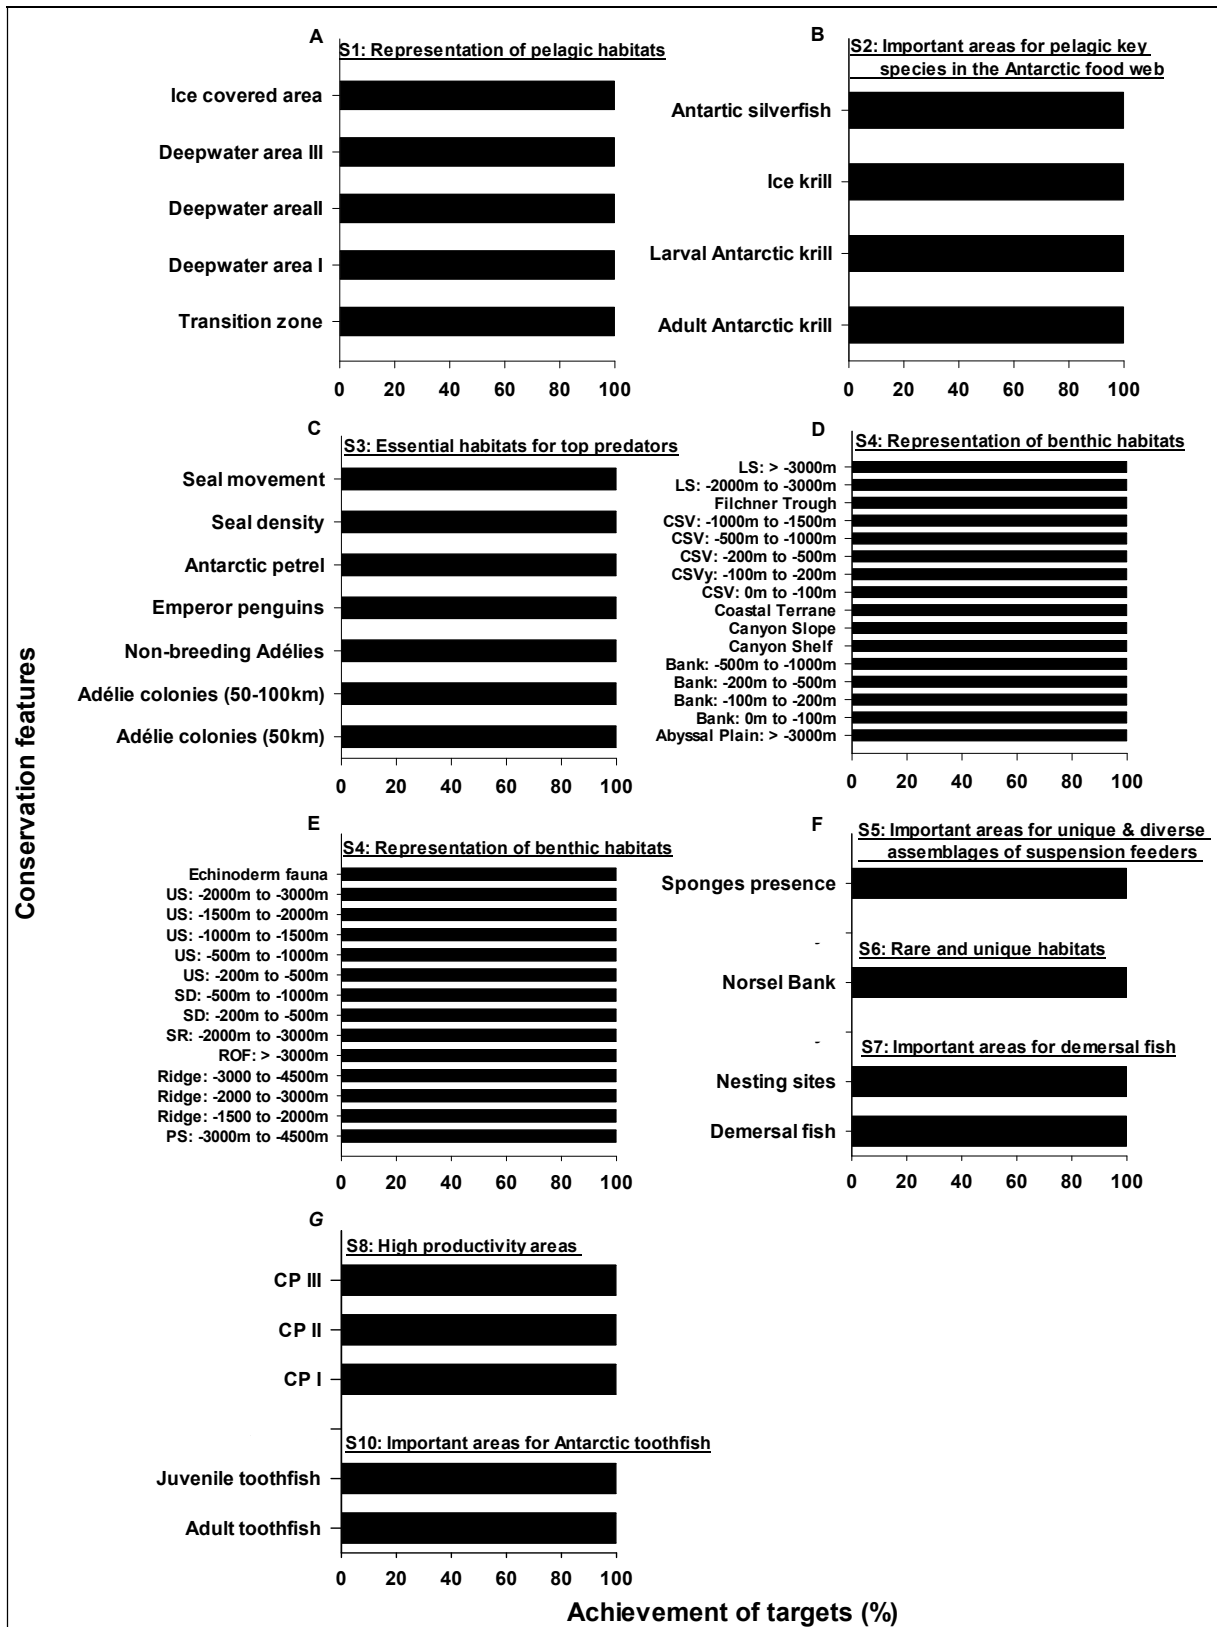 A
S1: Representation of pelagic habitats
Ice covered area
Deepwater area III
Deepwater areaII
Deepwater area I
Transition zone
0 20 40 60 80 100
B
S2: Important areas for pelagic key
species in the Antarctic food web
Antartic silverfish
Ice krill
Larval Antarctic krill
Adult Antarctic krill
0 20 40 60 80 100
C
S3: Essential habitats for top predators
Seal movement
Seal density
Antarctic petrel
Emperor penguins
Non-breeding Adélies
Adélie colonies (50-100km)
Adélie colonies (50km)
0 20 40 60 80 100
D
S4: Representation of benthic habitats
LS: > -3000m
LS: -2000m to -3000m
Filchner Trough
CSV: -1000m to -1500m
CSV: -500m to -1000m
CSV: -200m to -500m
CSVy: -100m to -200m
CSV: 0m to -100m
Coastal Terrane
Canyon Slope
Canyon Shelf
Bank: -500m to -1000m
Bank: -200m to -500m
Bank: -100m to -200m
Bank: 0m to -100m
Abyssal Plain: > -3000m
0 20 40 60 80 100
Conservation features
E
S4: Representation of benthic habitats
Echinoderm fauna
US: -2000m to -3000m
US: -1500m to -2000m
US: -1000m to -1500m
US: -500m to -1000m
US: -200m to -500m
SD: -500m to -1000m
SD: -200m to -500m
SR: -2000m to -3000m
ROF: > -3000m
Ridge: -3000 to -4500m
Ridge: -2000 to -3000m
Ridge: -1500 to -2000m
PS: -3000m to -4500m
0 20 40 60 80 100
F
S5: Important areas for unique & diverse
assemblages of suspension feeders
Sponges presence
-
S6: Rare and unique habitats
Norsel Bank
-
S7: Important areas for demersal fish
Nesting sites
Demersal fish
0 20 40 60 80 100
G
S8: High productivity areas
CP III
CP II
CP I
S10: Important areas for Antarctic toothfish
Juvenile toothfish
Adult toothfish
0 20 40 60 80 100
Achievement of targets (%)